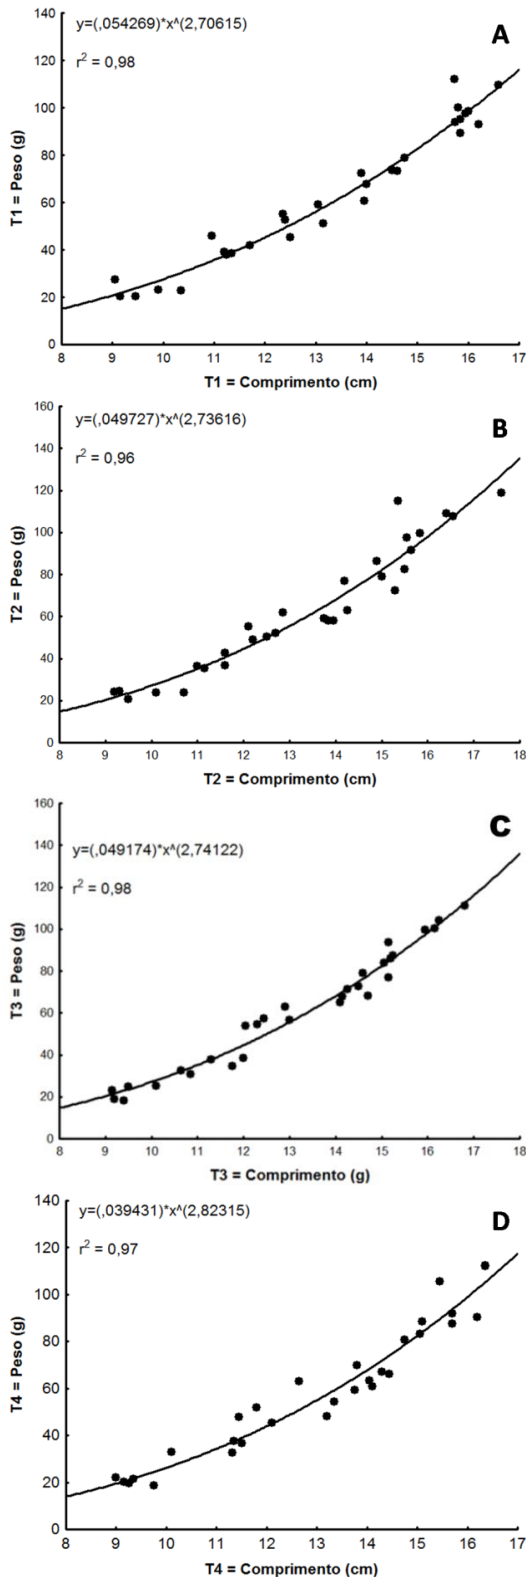 y=(,054269)*x^(2,70615)
A
r² = 0,98
140
120
100
80
60
40
20
0
T1 = Peso (g)
8 9 10 11 12 13 14 15 16 17
T1 = Comprimento (cm)
y=(,049727)*x^(2,73616)
B
r² = 0,96
160
140
120
100
80
60
40
20
0
T2 = Peso (g)
8 9 10 11 12 13 14 15 16 17 18
T2 = Comprimento (cm)
C
y=(,049174)*x^(2,74122)
r² = 0,98
160
140
120
100
80
60
40
20
0
T3 = Peso (g)
8 9 10 11 12 13 14 15 16 17 18
T3 = Comprimento (g)
y=(,039431)*x^(2,82315)
D
r² = 0,97
140
120
100
80
60
40
20
0
T4 = Peso (g)
8 9 10 11 12 13 14 15 16 17
T4 = Comprimento (cm)